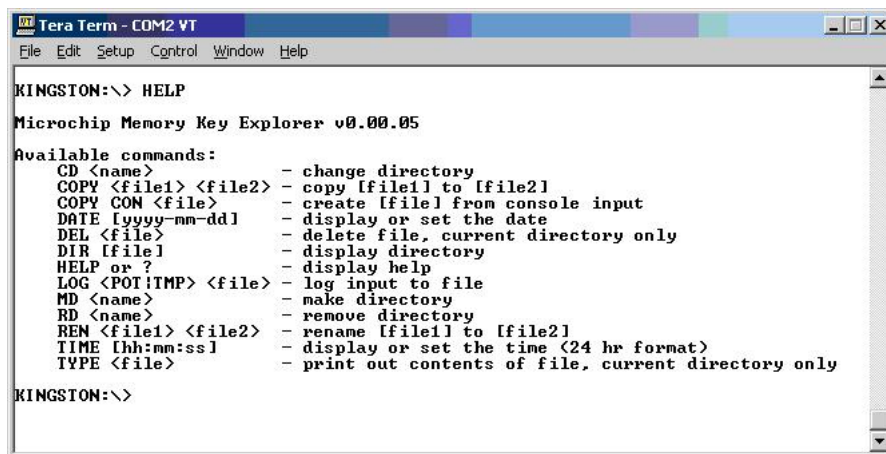 Tera Term - COM2 VT
File Edit Setup Control Window Help
KINGSTON:\> HELP
Microchip Memory Key Explorer v0.00.05
Available commands:
CD <name> - change directory
COPY <file1> <file2> - copy [file1] to [file2]
COPY CON <file> - create [file] from console input
DATE [yyyy-mm-dd] - display or set the date
DEL <file> - delete file, current directory only
DIR [file] - display directory
HELP or ? - display help
LOG <POT|TMP> <file> - log input to file
MD <name> - make directory
RD <name> - remove directory
REN <file1> <file2> - rename [file1] to [file2]
TIME [hh:mm:ss] - display or set the time (24 hr format)
TYPE <file> - print out contents of file, current directory only
KINGSTON:\>